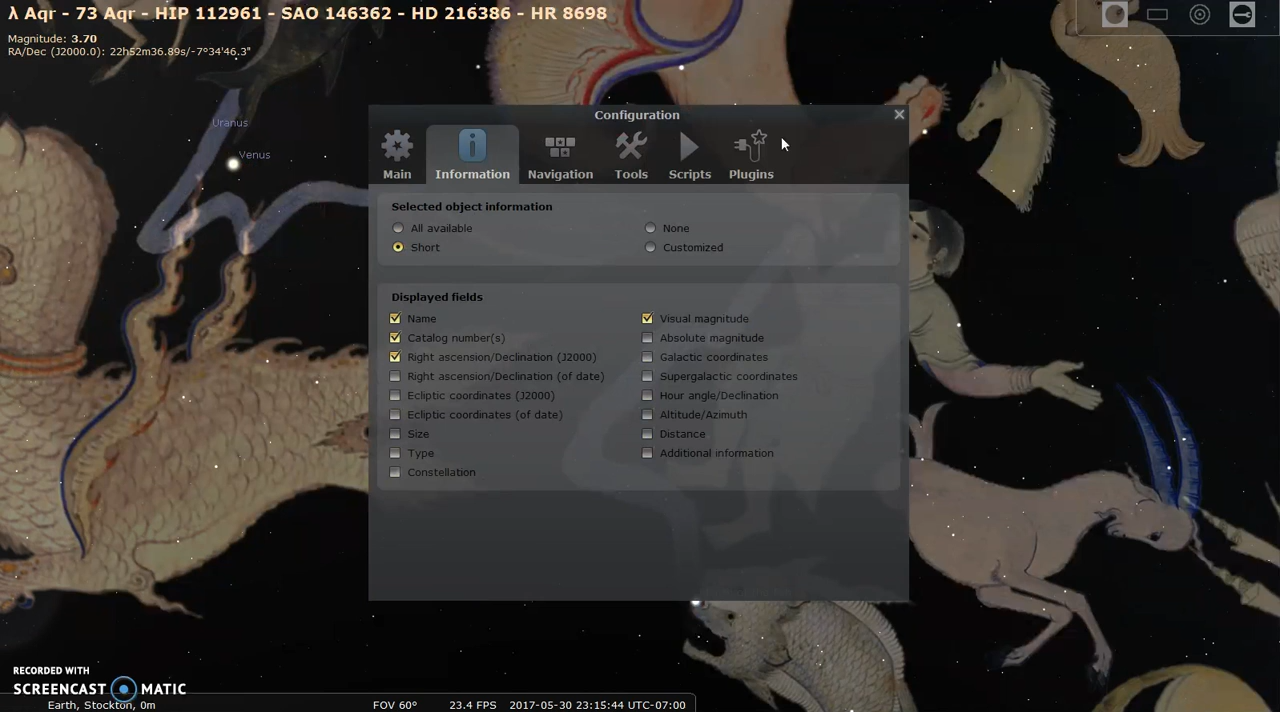 λ Aqr - 73 Aqr - HIP 112961 - SAO 146362 - HD 216386 - HR 8698
Magnitude: 3.70
RA/Dec (J2000.0): 22h52m36.89s/-7°34'46.3"
Uranus
Venus
Configuration
Main
Information
Navigation
Tools
Scripts
Plugins
Selected object information
All available
None
Short
Customized
Displayed fields
Name
Visual magnitude
Catalog number(s)
Absolute magnitude
Right ascension/Declination (J2000)
Galactic coordinates
Right ascension/Declination (of date)
Supergalactic coordinates
Ecliptic coordinates (J2000)
Hour angle/Declination
Ecliptic coordinates (of date)
Altitude/Azimuth
Size
Distance
Type
Additional information
Constellation
RECORDED WITH
SCREENCAST MATIC
Earth, Stockton, 0m
FOV 60°
23.4 FPS
2017-05-30 23:15:44 UTC-07:00